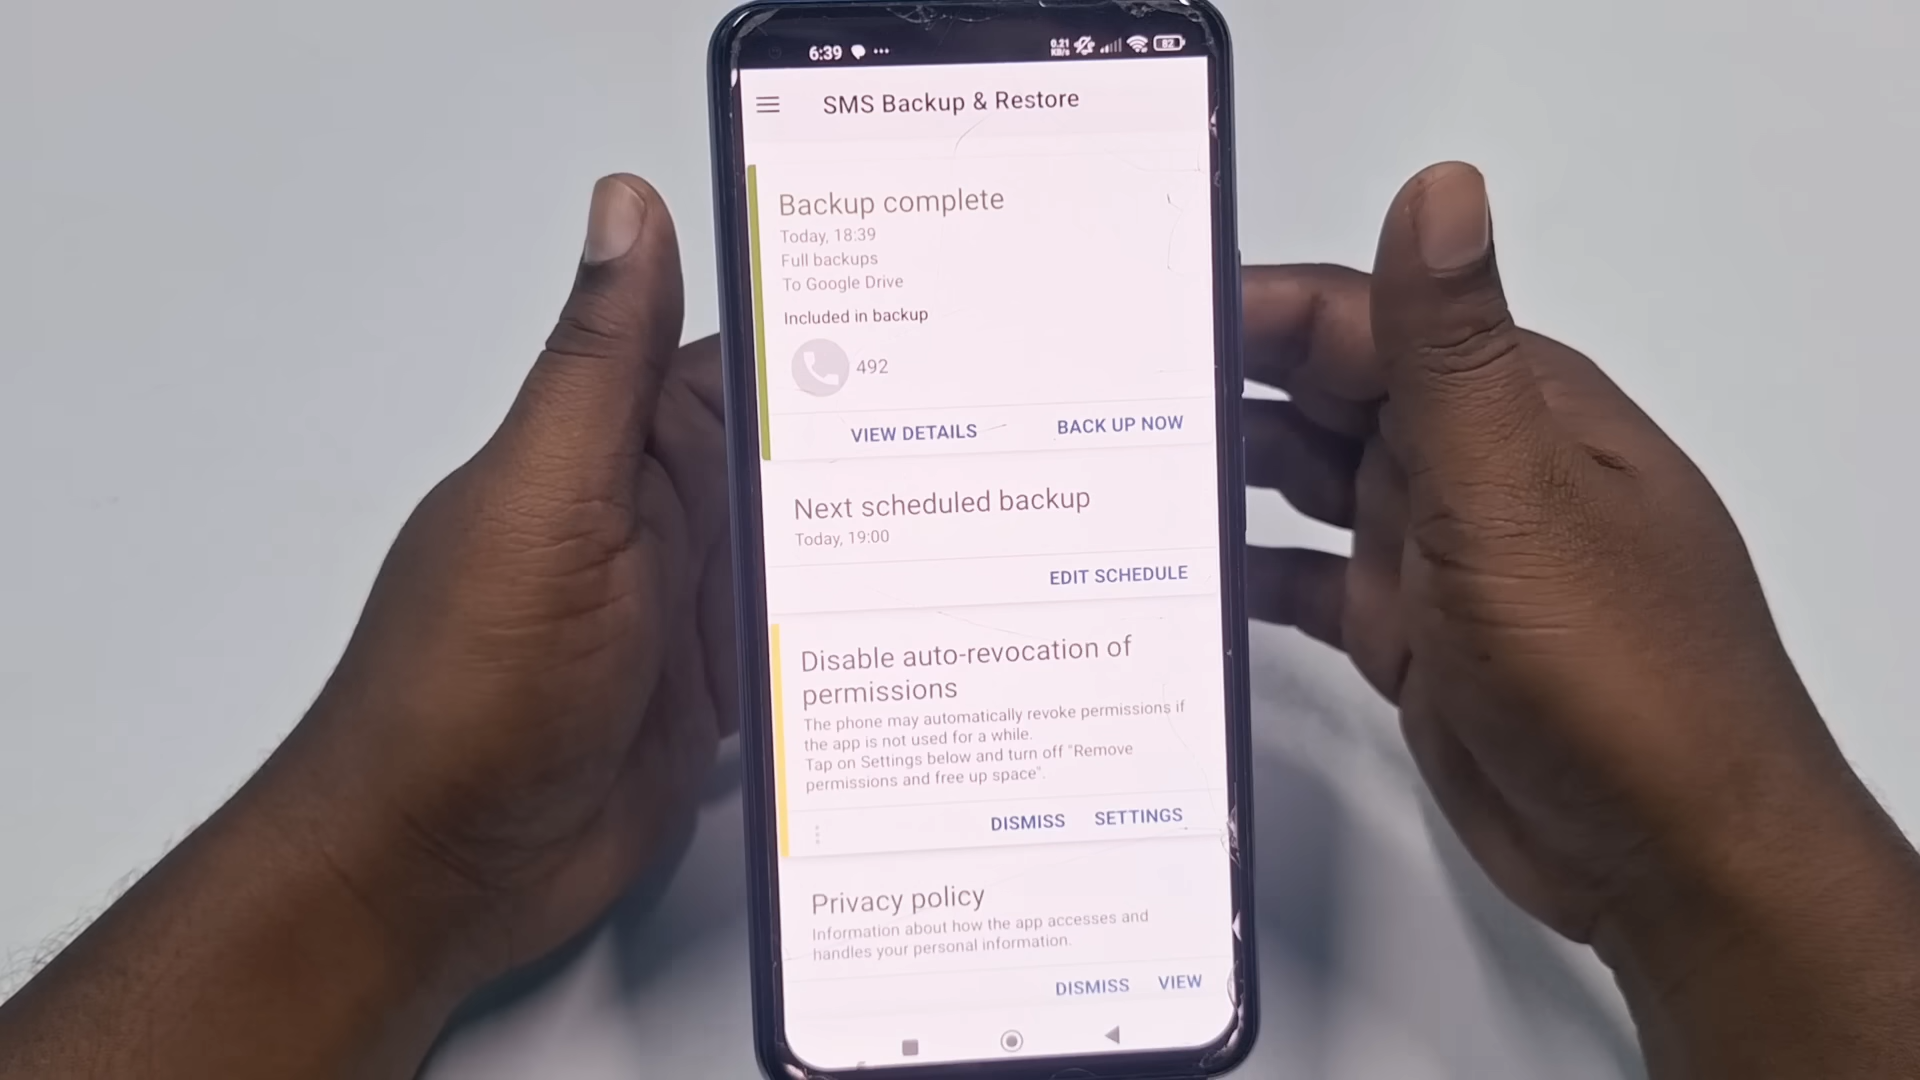 6:39
0.21
KB/s
82
SMS Backup & Restore
Backup complete
Today, 18:39
Full backups
To Google Drive
Included in backup
492
VIEW DETAILS BACK UP NOW
Next scheduled backup
Today, 19:00
EDIT SCHEDULE
Disable auto-revocation of
permissions
The phone may automatically revoke permissions if
the app is not used for a while.
Tap on Settings below and turn off "Remove
permissions and free up space".
DISMISS SETTINGS
Privacy policy
Information about how the app accesses and
handles your personal information.
DISMISS VIEW